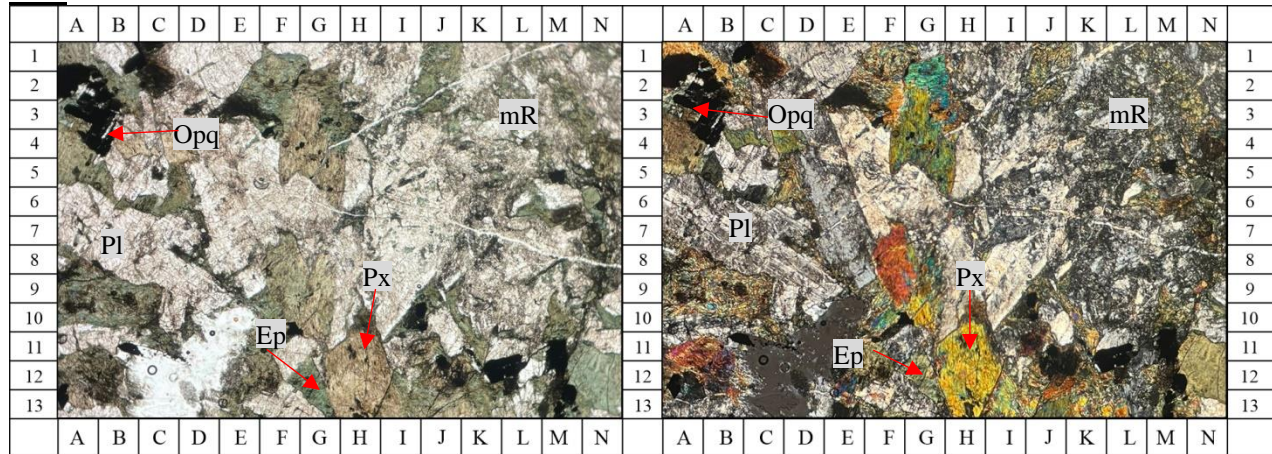 A B C D E F G H I J K L M N A B C D E F G H I J K L M N
1 1 1
2 2 2
3 mR 3 Opq mR 3
Opq
4 4 4
5 5 5
6 6 6
7 Pl 7 Pl 7
8 Px 8 Px 8
9 9 9
10 10 10
Ep Ep
11 11 11
12 12 12
13 13 13
A B C D E F G H I J K L M N A B C D E F G H I J K L M N